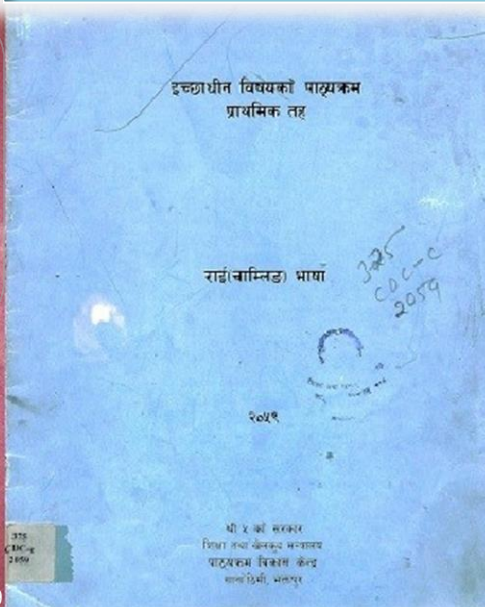 इच्छाधीन विषयको पाठ्यक्रम
प्राथमिक तह
राई(चाम्लिङ) भाषा
375
CDC-C
2059
२०५९
श्री ५ को सरकार
शिक्षा तथा खेलकुद मन्त्रालय
पाठ्यक्रम विकास केन्द्र
सानोठिमी, भक्तपुर
375
CDC-C
2059